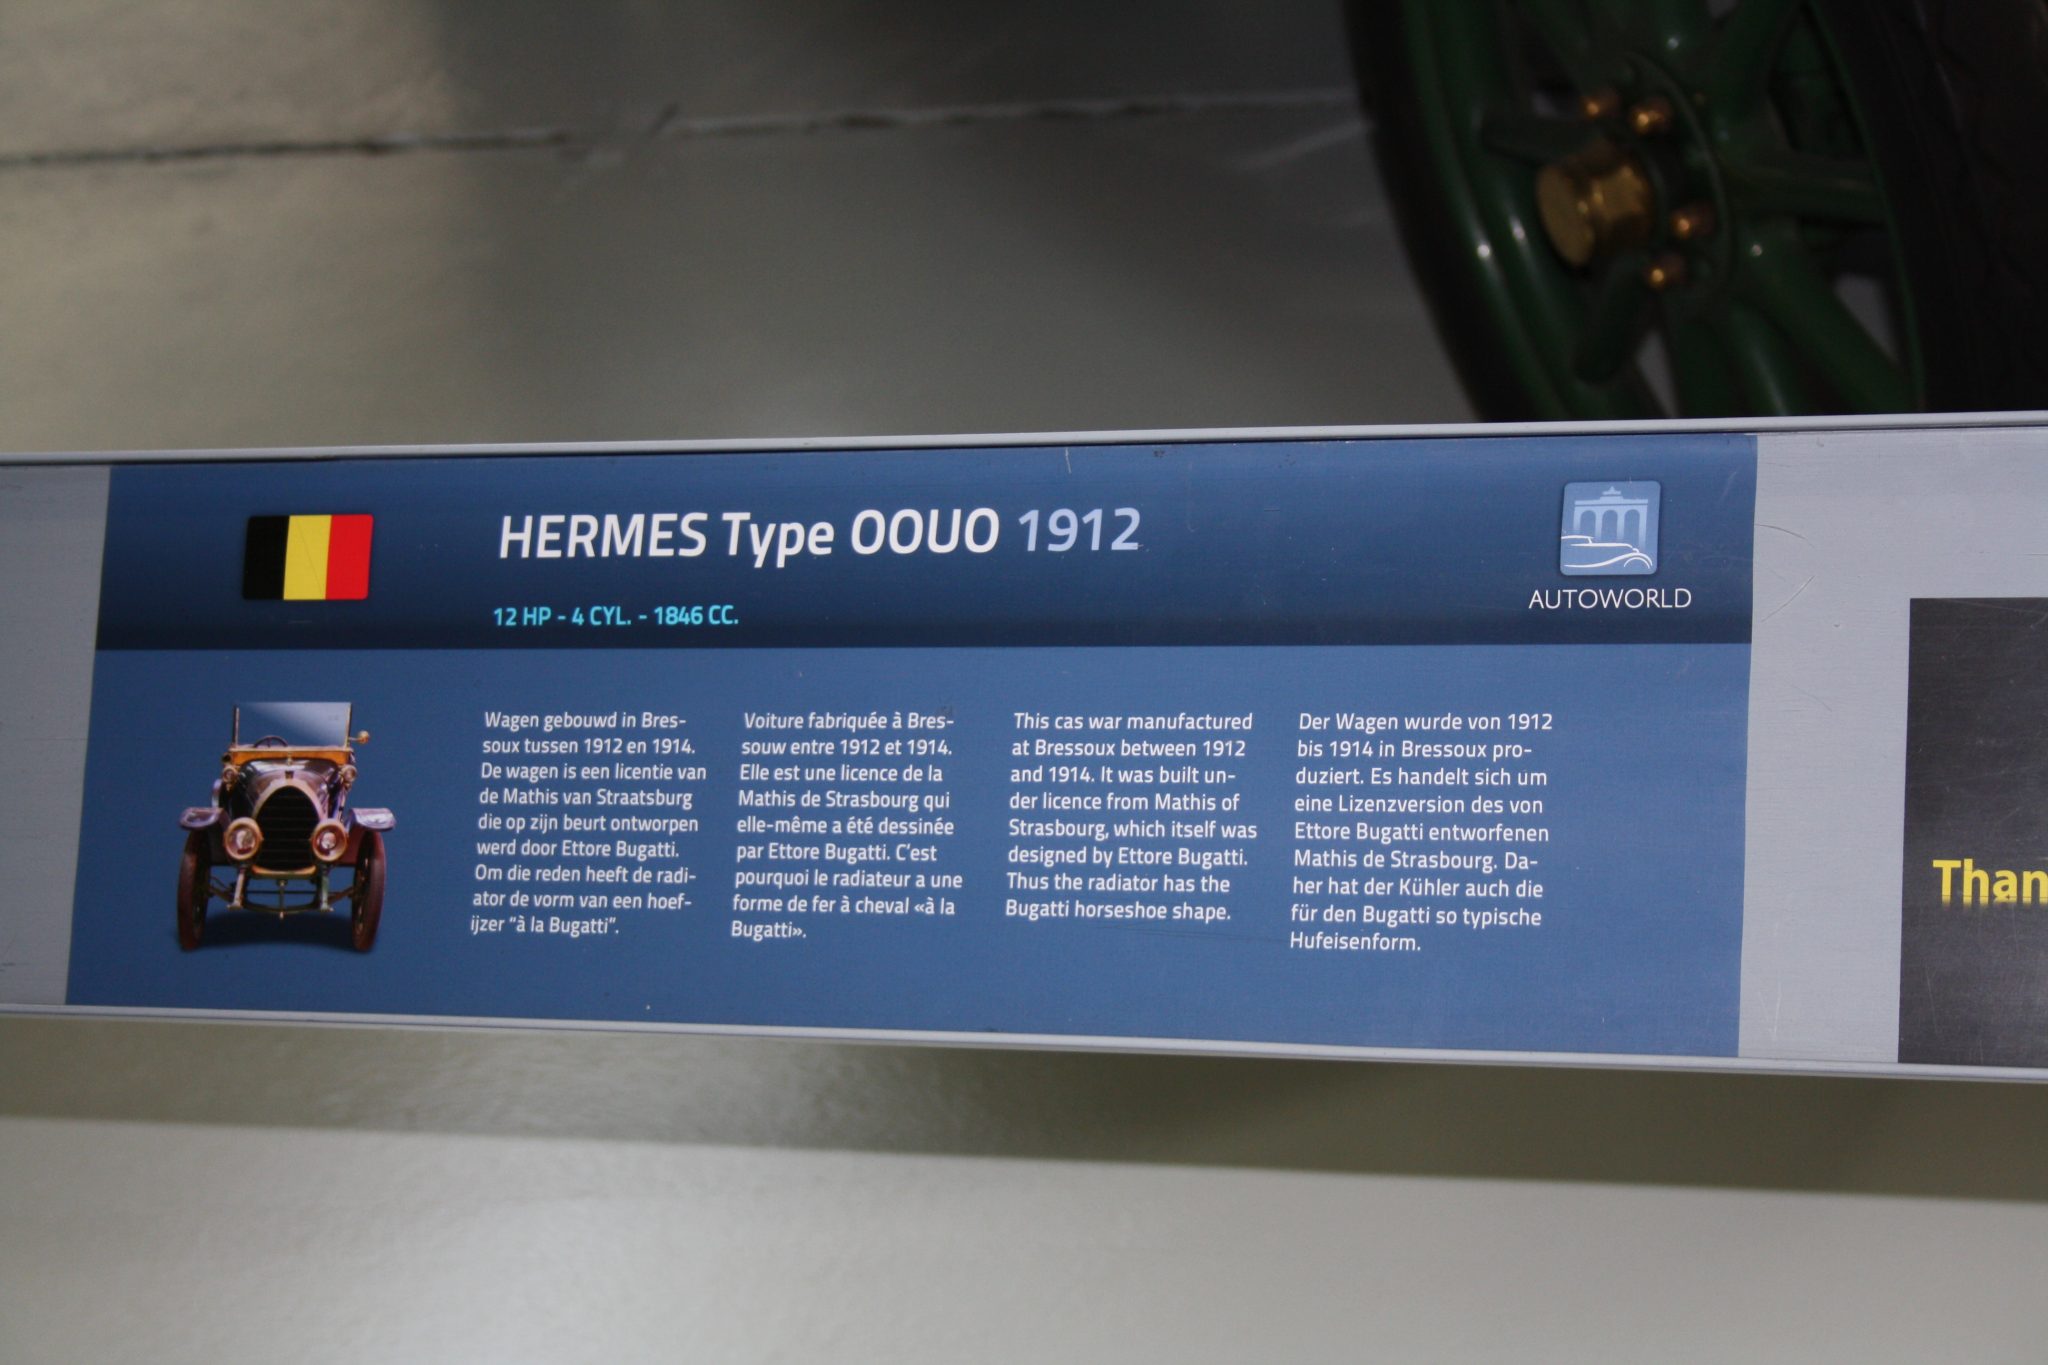 HERMES Type OOUO 1912
12 HP - 4 CYL. - 1846 CC.
AUTOWORLD
Wagen gebouwd in Bres-
soux tussen 1912 en 1914.
De wagen is een licentie van
de Mathis van Straatsburg
die op zijn beurt ontworpen
werd door Ettore Bugatti.
Om die reden heeft de radi-
ator de vorm van een hoef-
ijzer "à la Bugatti".
Voiture fabriquée à Bres-
souw entre 1912 et 1914.
Elle est une licence de la
Mathis de Strasbourg qui
elle-même a été dessinée
par Ettore Bugatti. C'est
pourquoi le radiateur a une
forme de fer à cheval «à la
Bugatti».
This cas war manufactured
at Bressoux between 1912
and 1914. It was built un-
der licence from Mathis of
Strasbourg, which itself was
designed by Ettore Bugatti.
Thus the radiator has the
Bugatti horseshoe shape.
Der Wagen wurde von 1912
bis 1914 in Bressoux pro-
duziert. Es handelt sich um
eine Lizenzversion des von
Ettore Bugatti entworfenen
Mathis de Strasbourg. Da-
her hat der Kühler auch die
für den Bugatti so typische
Hufeisenform.
Than